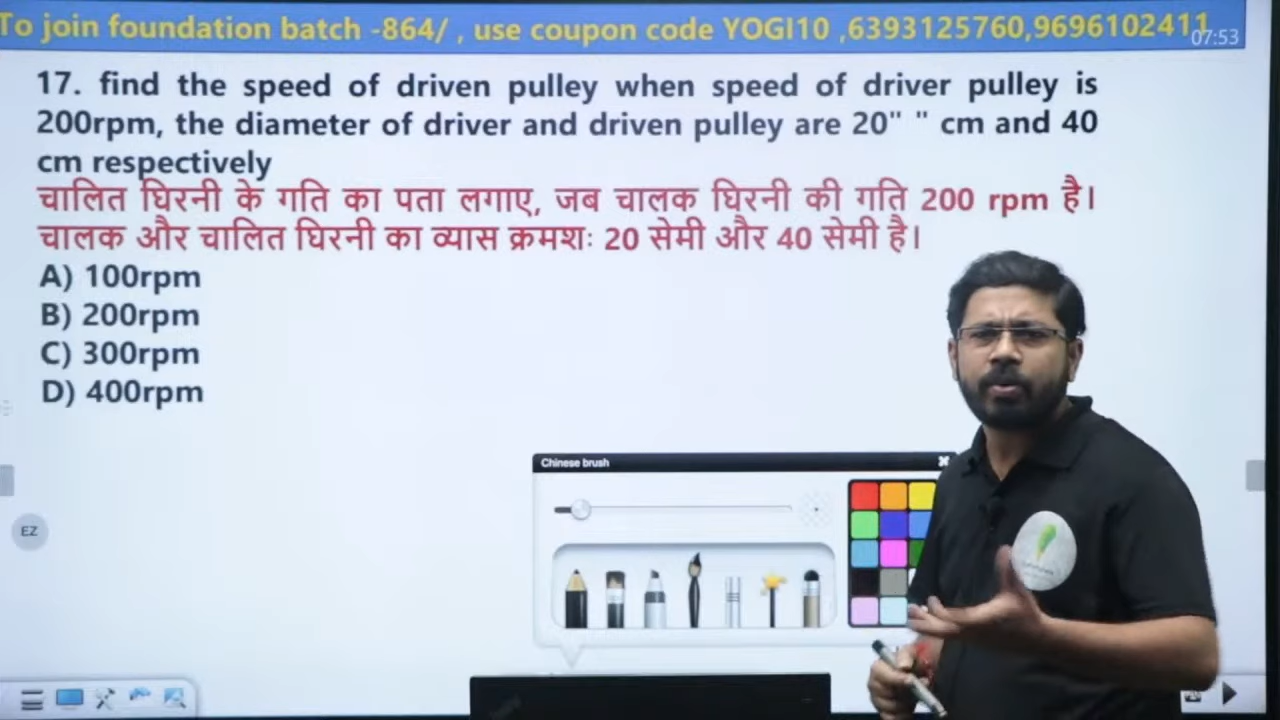 To join foundation batch -864/ , use coupon code YOGI10 ,6393125760,9696102411
07:53
17. find the speed of driven pulley when speed of driver pulley is
200rpm, the diameter of driver and driven pulley are 20" " cm and 40
cm respectively
चालित घिरनी के गति का पता लगाए, जब चालक घिरनी की गति 200 rpm है।
चालक और चालित घिरनी का व्यास क्रमशः 20 सेमी और 40 सेमी है।
A) 100rpm
B) 200rpm
C) 300rpm
D) 400rpm
Chinese brush
EZ